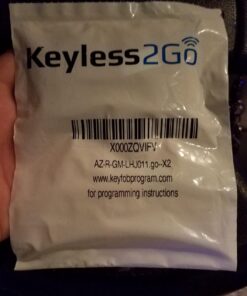 Keyless2Go
X000ZQVIFV
AZ-R-GM-LHJ011.go-X2
www.keyfobprogram.com
for programming instructions